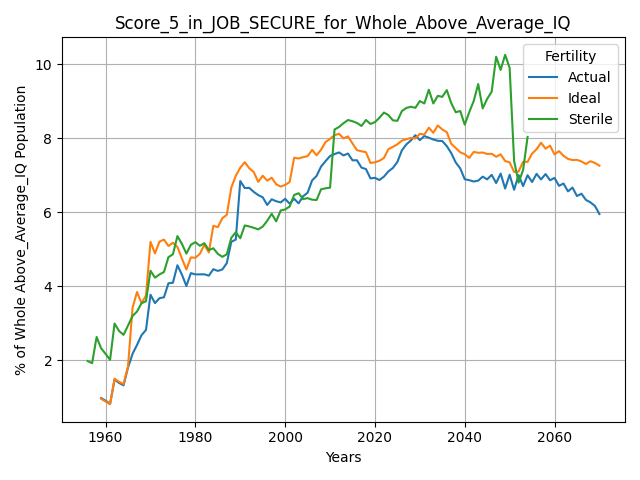 Score_5_in_JOB_SECURE_for_Whole_Above_Average_IQ
% of Whole Above_Average_IQ Population
10
8
6
4
2
Fertility
Actual
Ideal
Sterile
1960 1980 2000 2020 2040 2060
Years